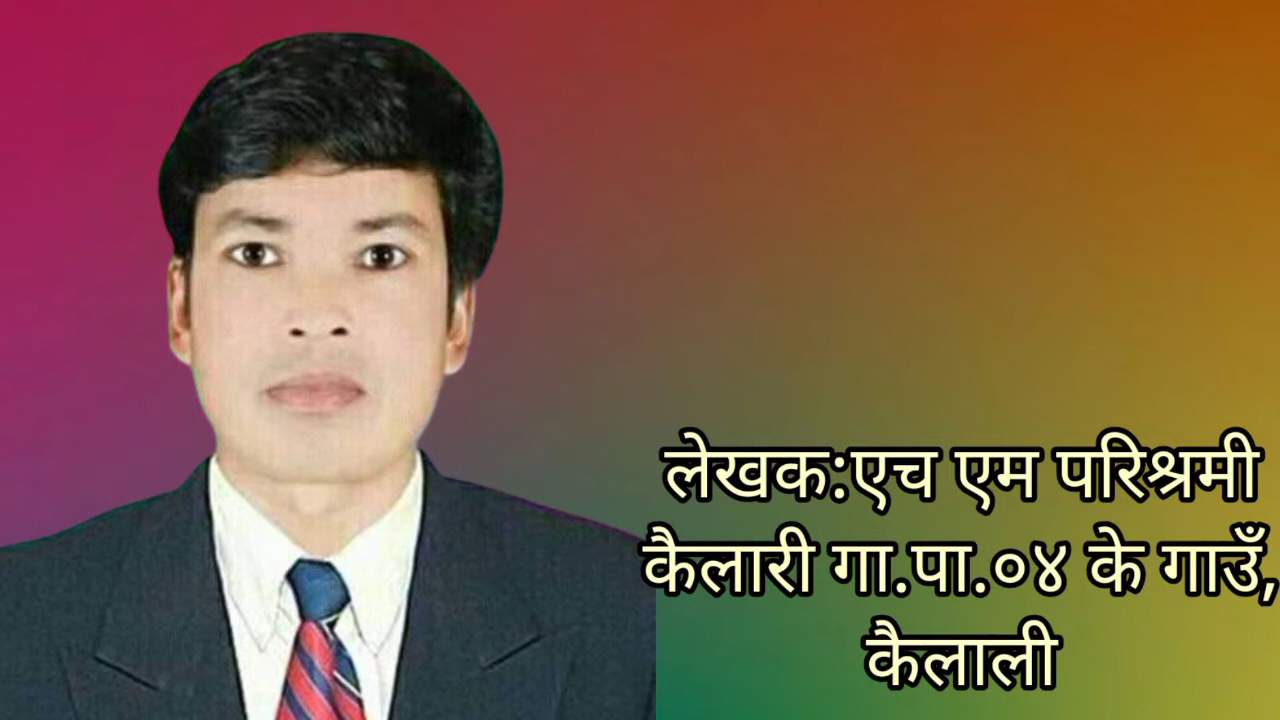 लेखक:एच एम परिश्रमी
कैलारी गा.पा.०४ के गाउँ,
कैलाली